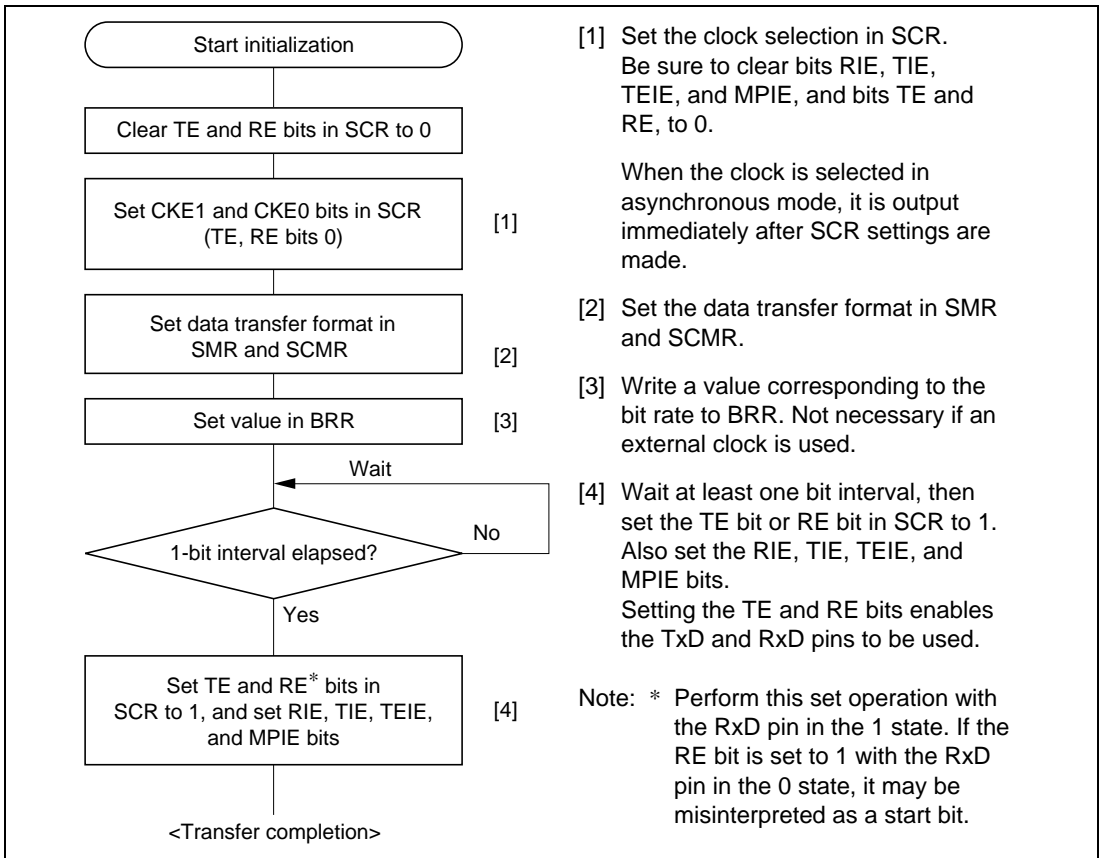 Start initialization
Clear TE and RE bits in SCR to 0
Set CKE1 and CKE0 bits in SCR
(TE, RE bits 0)
[1]
Set data transfer format in
SMR and SCMR
[2]
Set value in BRR
[3]
Wait
1-bit interval elapsed?
No
Yes
Set TE and RE* bits in
SCR to 1, and set RIE, TIE, TEIE,
and MPIE bits
[4]
<Transfer completion>
[1] Set the clock selection in SCR.
Be sure to clear bits RIE, TIE,
TEIE, and MPIE, and bits TE and
RE, to 0.
When the clock is selected in
asynchronous mode, it is output
immediately after SCR settings are
made.
[2] Set the data transfer format in SMR
and SCMR.
[3] Write a value corresponding to the
bit rate to BRR. Not necessary if an
external clock is used.
[4] Wait at least one bit interval, then
set the TE bit or RE bit in SCR to 1.
Also set the RIE, TIE, TEIE, and
MPIE bits.
Setting the TE and RE bits enables
the TxD and RxD pins to be used.
Note: * Perform this set operation with
the RxD pin in the 1 state. If the
RE bit is set to 1 with the RxD
pin in the 0 state, it may be
misinterpreted as a start bit.